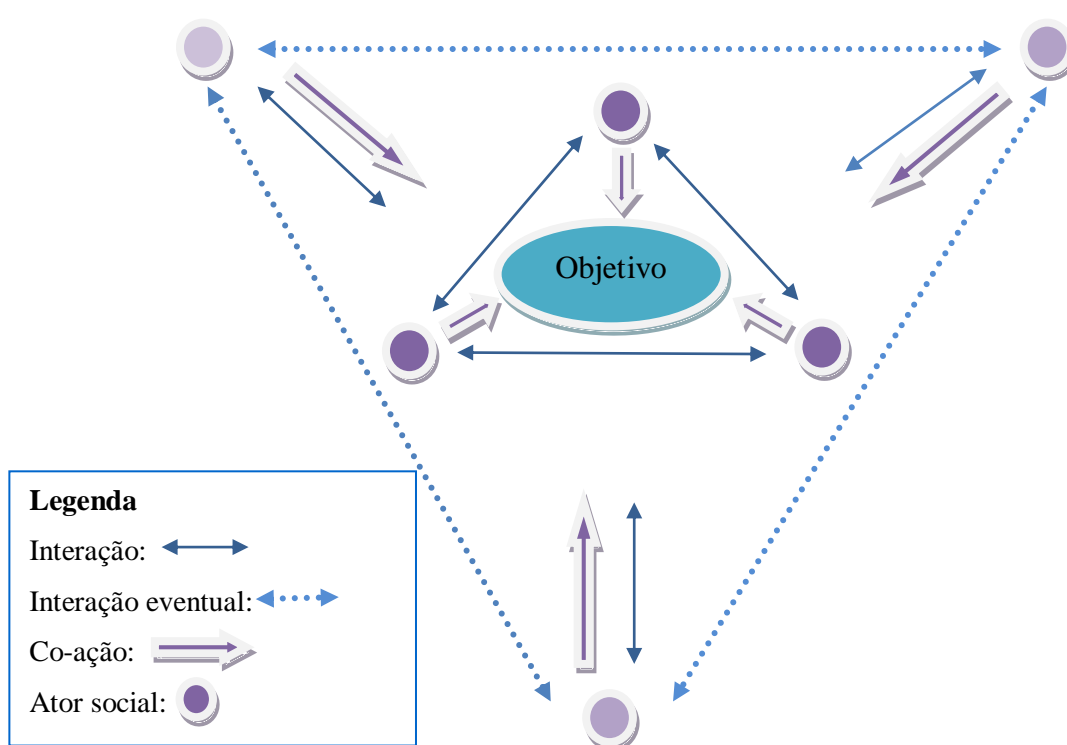 Objetivo
Legenda
Interação:
Interação eventual:
Co-ação:
Ator social: